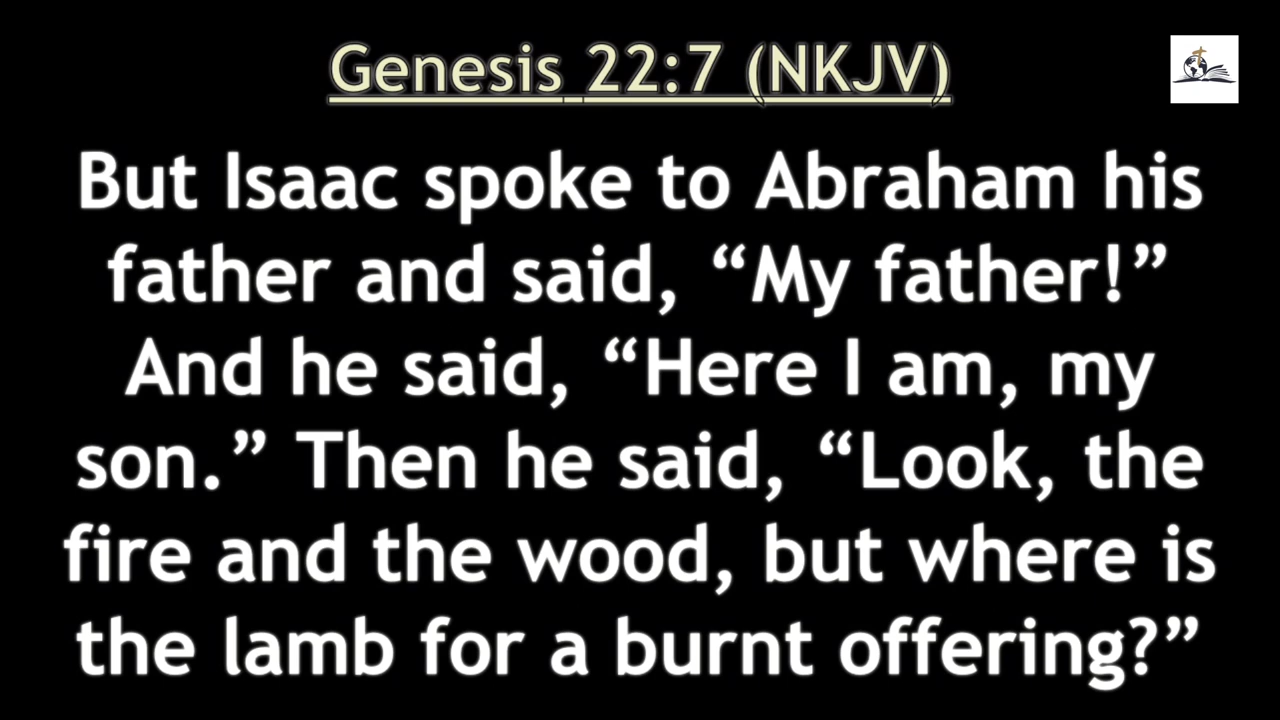 Genesis 22:7 (NKJV)
But Isaac spoke to Abraham his
father and said, “My father!”
And he said, “Here I am, my
son.” Then he said, “Look, the
fire and the wood, but where is
the lamb for a burnt offering?”